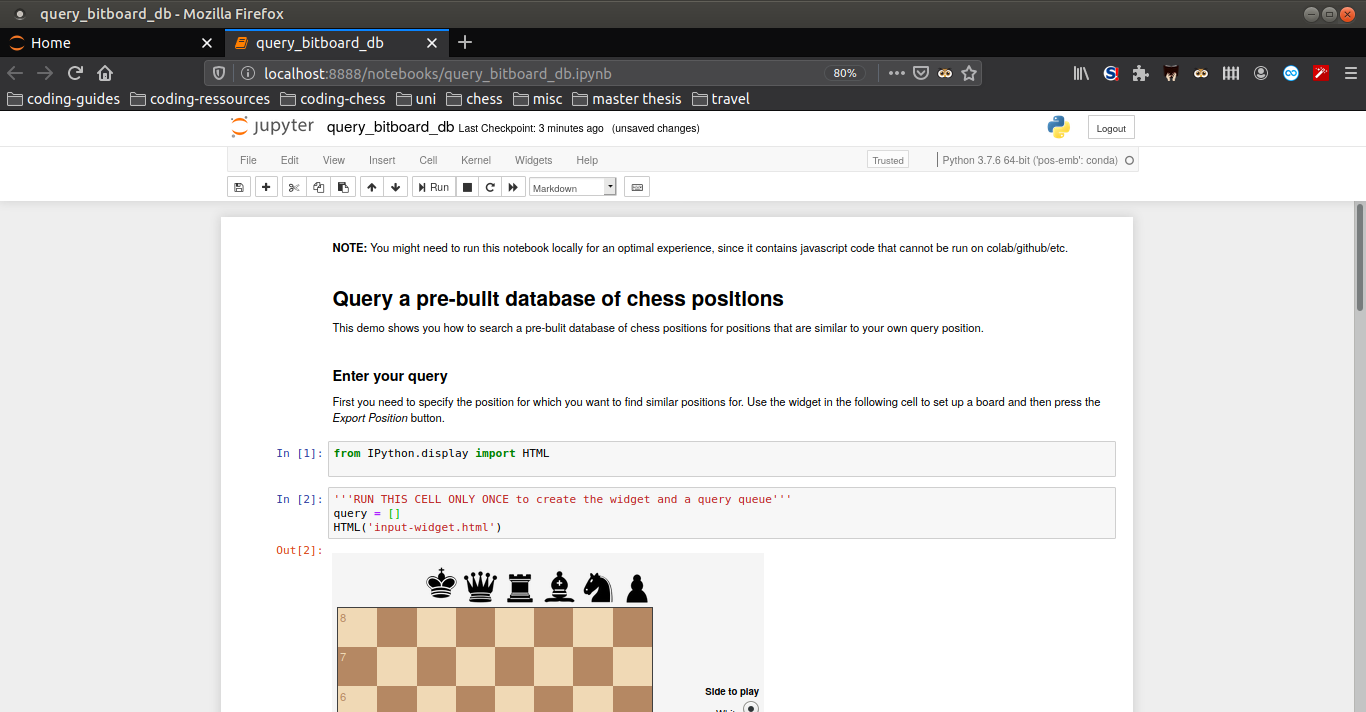 query_bitboard_db - Mozilla Firefox
Home
query_bitboard_db
localhost:8888/notebooks/query_bitboard_db.ipynb
80%
coding-guides coding-ressources coding-chess uni chess misc master thesis travel
jupyter query_bitboard_db Last Checkpoint: 3 minutes ago (unsaved changes)
Logout
File Edit View Insert Cell Kernel Widgets Help
Trusted
Python 3.7.6 64-bit ('pos-emb': conda)
Run
Markdown
NOTE: You might need to run this notebook locally for an optimal experience, since it contains javascript code that cannot be run on colab/github/etc.
Query a pre-built database of chess positions
This demo shows you how to search a pre-bulit database of chess positions for positions that are similar to your own query position.
Enter your query
First you need to specify the position for which you want to find similar positions for. Use the widget in the following cell to set up a board and then press the
Export Position button.
In [1]: from IPython.display import HTML
In [2]: '''RUN THIS CELL ONLY ONCE to create the widget and a query queue'''
query = []
HTML('input-widget.html')
Out[2]:
8
7
6
Side to play